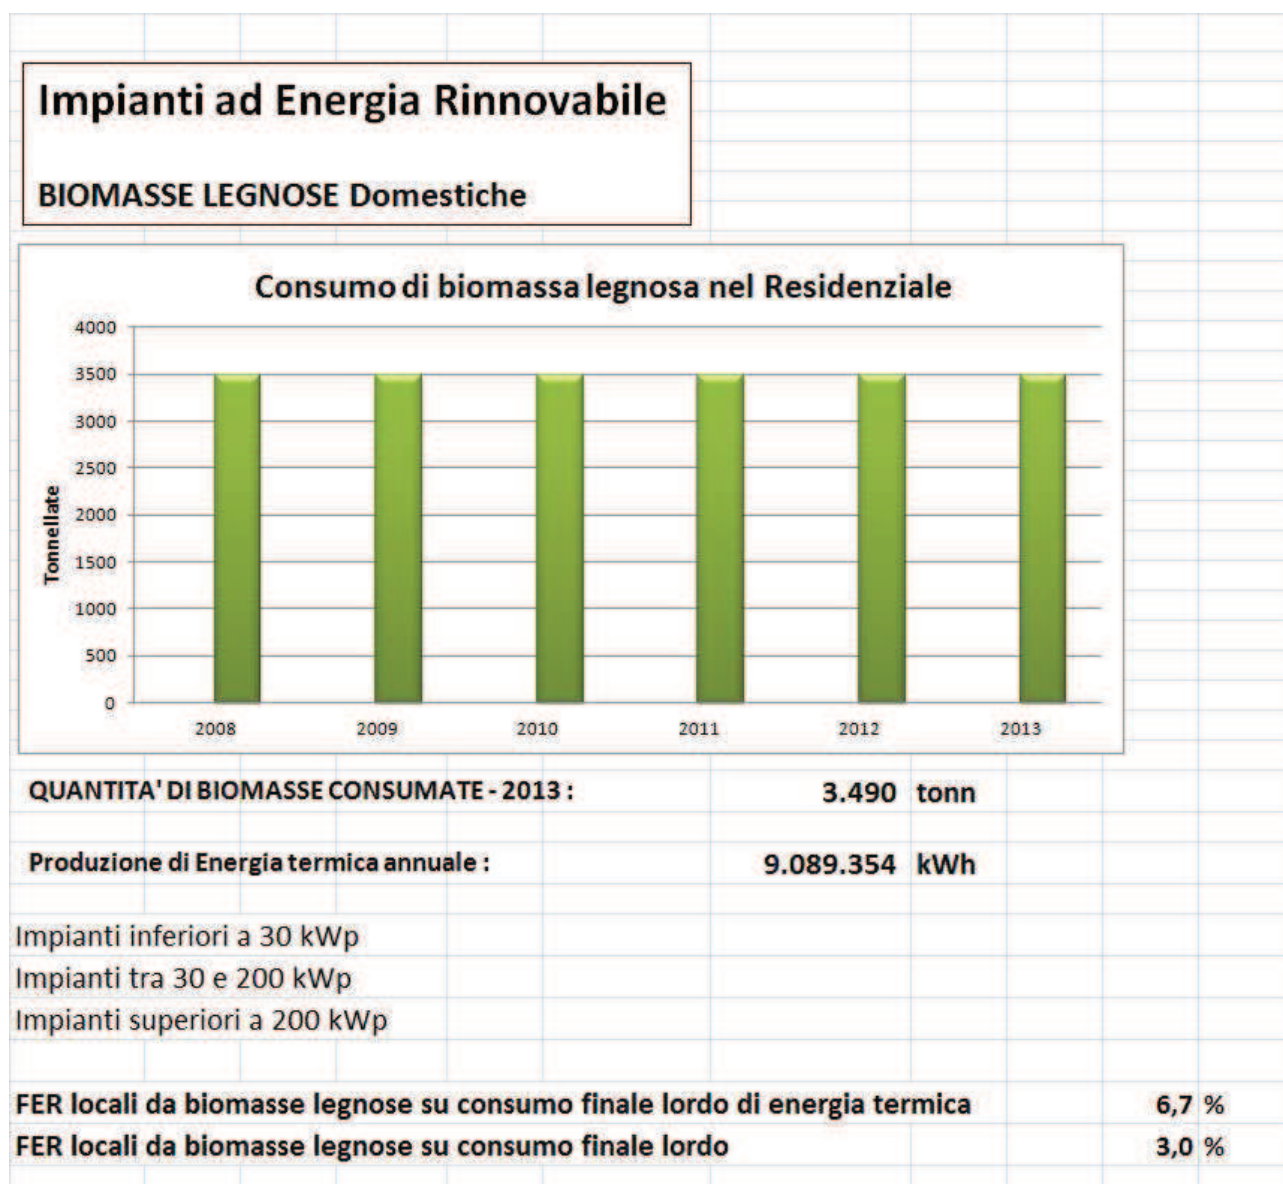 Impianti ad Energia Rinnovabile
BIOMASSE LEGNOSE Domestiche
Consumo di biomassa legnosa nel Residenziale
Tonnellate
4000
3500
3000
2500
2000
1500
1000
500
0
2008 2009 2010 2011 2012 2013
QUANTITA' DI BIOMASSE CONSUMATE - 2013 : 3.490 tonn
Produzione di Energia termica annuale : 9.089.354 kWh
Impianti inferiori a 30 kWp
Impianti tra 30 e 200 kWp
Impianti superiori a 200 kWp
FER locali da biomasse legnose su consumo finale lordo di energia termica 6,7 %
FER locali da biomasse legnose su consumo finale lordo 3,0 %